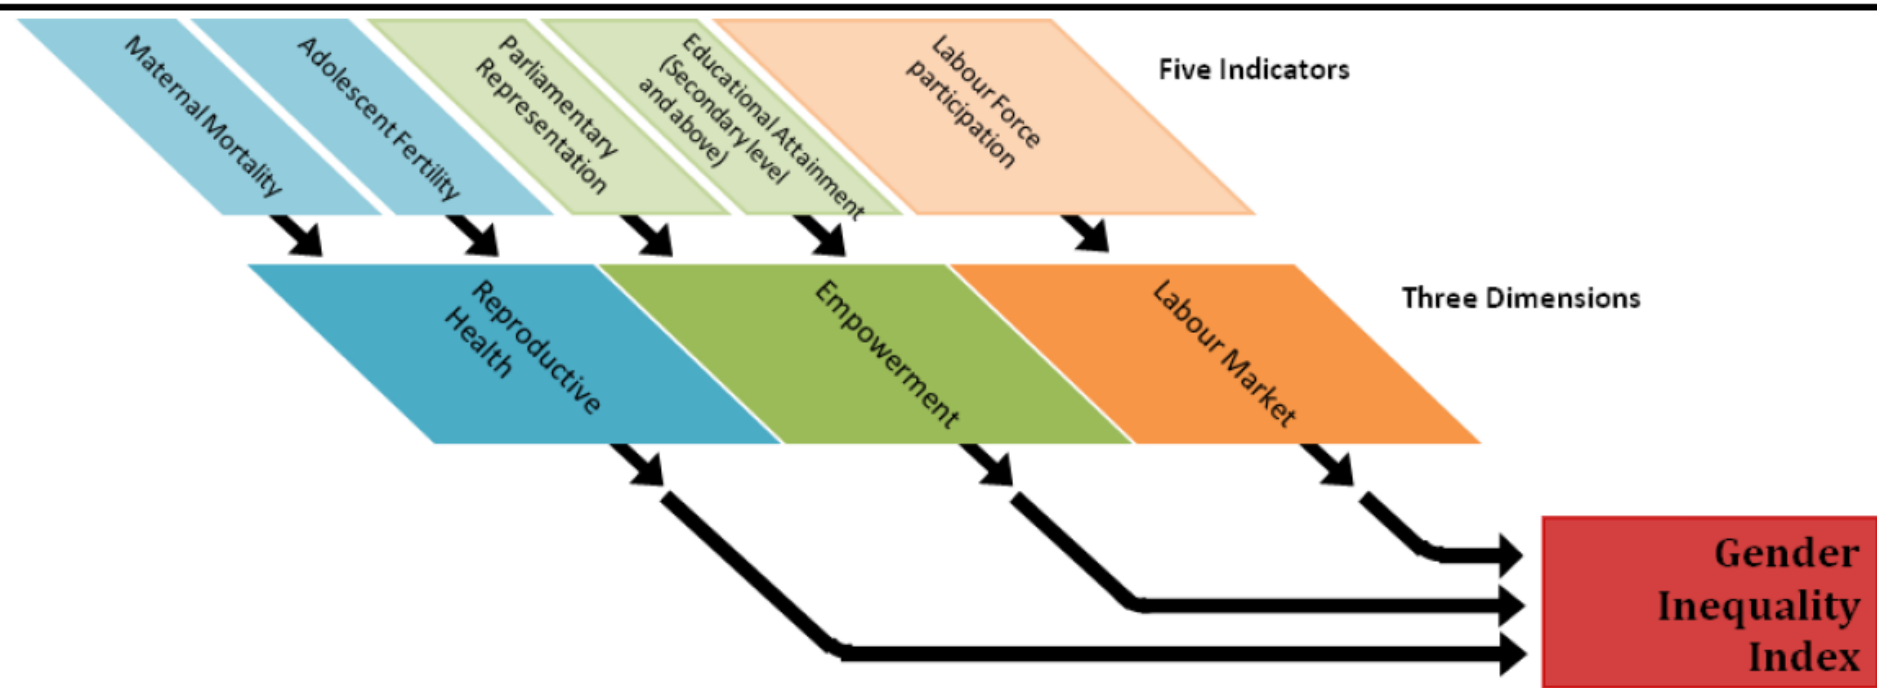 Maternal Mortality
Adolescent Fertility
Parliamentary
Representation
Educational Attainment
(Secondary level
and above)
Labour Force
participation
Five Indicators
Reproductive
Health
Empowerment
Labour Market
Three Dimensions
Gender
Inequality
Index